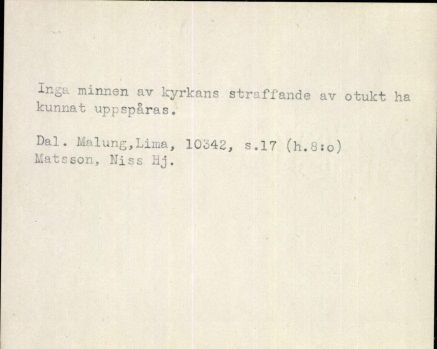 Inga minnen av kyrkans straffande av otukt ha
kunnat uppspåras.
Dal. Malung,Lima, 10342, s.17 (h.8:o)
Matsson, Niss Hj.